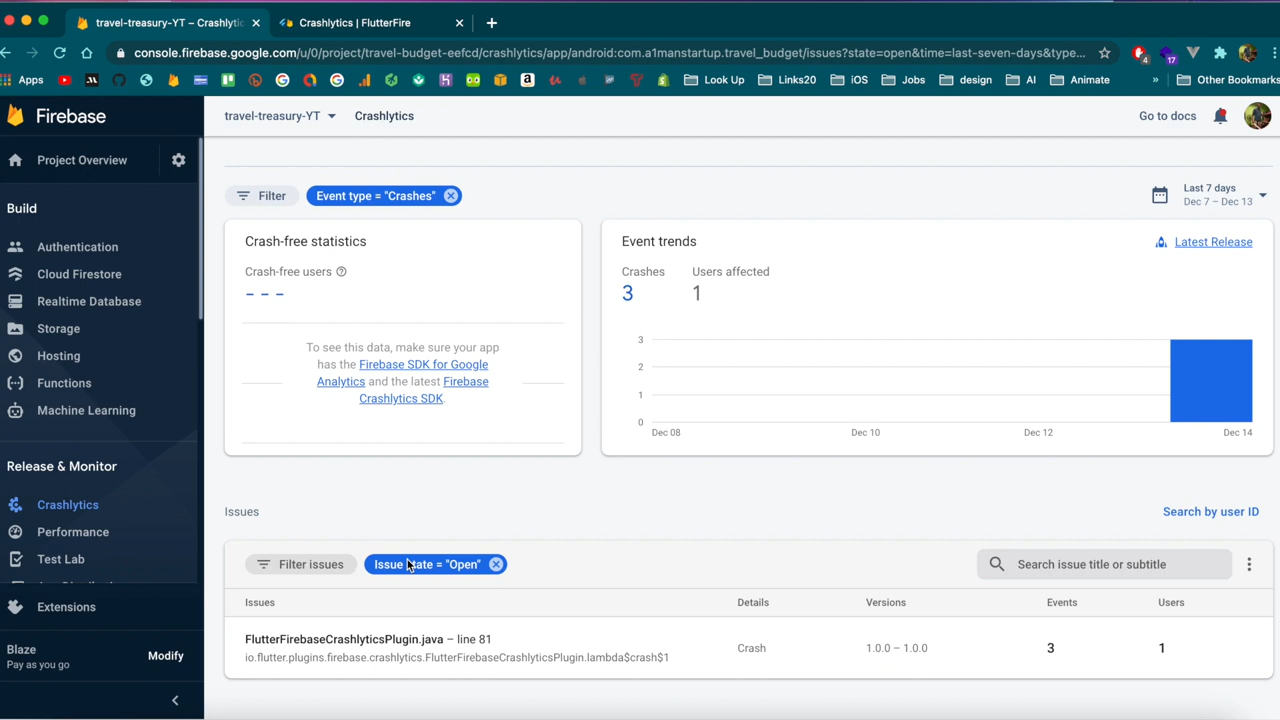 travel-treasury-YT – Crashlytic
Crashlytics | FlutterFire
console.firebase.google.com/u/0/project/travel-budget-eefcd/crashlytics/app/android:com.a1manstartup.travel_budget/issues?state=open&time=last-seven-days&type...
4
17
Apps
Look Up
Links20
iOS
Jobs
design
AI
Animate
»
Other Bookmarks
Firebase
travel-treasury-YT
Crashlytics
Go to docs
Project Overview
Filter
Event type = "Crashes"
Last 7 days
Dec 7 – Dec 13
Build
Authentication
Cloud Firestore
Realtime Database
Storage
Hosting
Functions
Machine Learning
Release & Monitor
Crashlytics
Performance
Test Lab
Extensions
Blaze
Pay as you go
Modify
Crash-free statistics
Crash-free users
– – –
To see this data, make sure your app
has the Firebase SDK for Google
Analytics and the latest Firebase
Crashlytics SDK.
Event trends
Latest Release
Crashes
Users affected
3
1
3
2
1
0
Dec 08
Dec 10
Dec 12
Dec 14
Issues
Search by user ID
Filter issues
Issue state = "Open"
Search issue title or subtitle
Issues
Details
Versions
Events
Users
FlutterFirebaseCrashlyticsPlugin.java – line 81
io.flutter.plugins.firebase.crashlytics.FlutterFirebaseCrashlyticsPlugin.lambda$crash$1
Crash
1.0.0 – 1.0.0
3
1